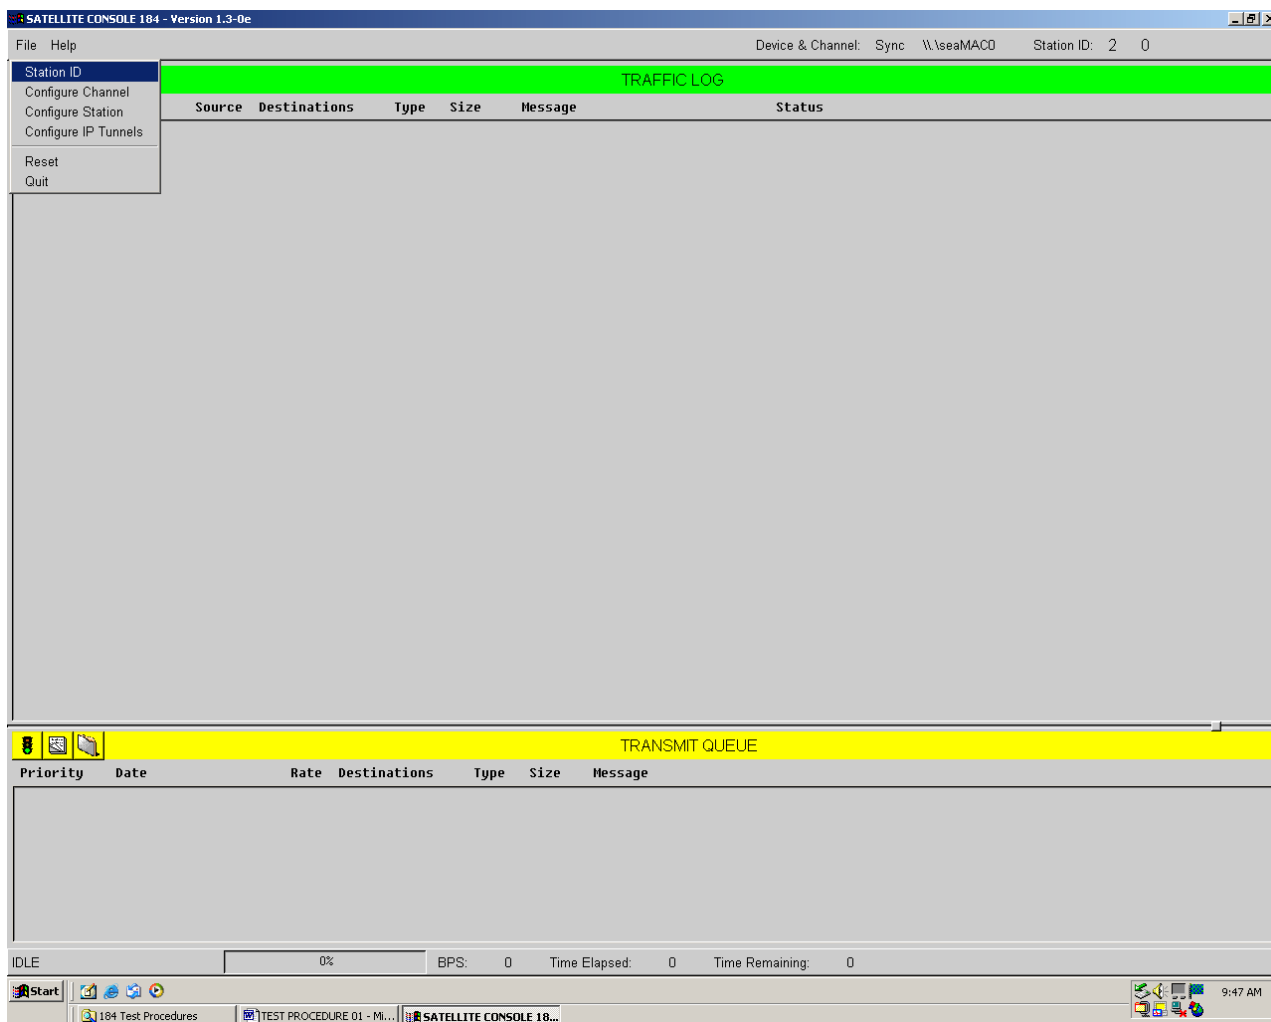 SATELLITE CONSOLE 184 - Version 1.3-0e
File Help Device & Channel: Sync \\.\seaMAC0 Station ID: 2 0
Station ID
Configure Channel
Configure Station
Configure IP Tunnels
Reset
Quit
TRAFFIC LOG
Source Destinations Type Size Message Status
TRANSMIT QUEUE
Priority Date Rate Destinations Type Size Message
IDLE 0% BPS: 0 Time Elapsed: 0 Time Remaining: 0
Start 9:47 AM
184 Test Procedures TEST PROCEDURE 01 - Mi... SATELLITE CONSOLE 18...